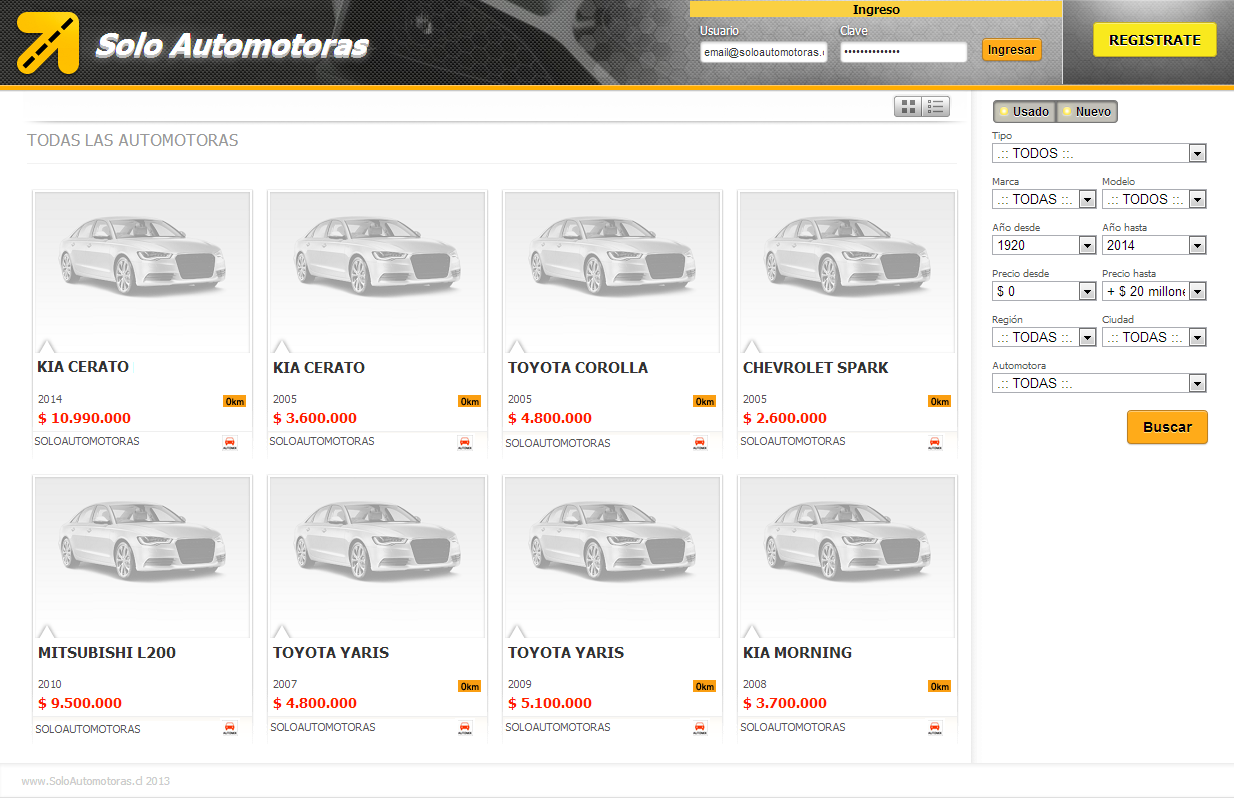 Solo Automotoras
Ingreso
Usuario
Clave
email@soloautomotoras.
Ingresar
REGISTRATE
TODAS LAS AUTOMOTORAS
KIA CERATO
2014
0km
$ 10.990.000
SOLOAUTOMOTORAS
KIA CERATO
2005
0km
$ 3.600.000
SOLOAUTOMOTORAS
TOYOTA COROLLA
2005
0km
$ 4.800.000
SOLOAUTOMOTORAS
CHEVROLET SPARK
2005
0km
$ 2.600.000
SOLOAUTOMOTORAS
MITSUBISHI L200
2010
$ 9.500.000
SOLOAUTOMOTORAS
TOYOTA YARIS
2007
0km
$ 4.800.000
SOLOAUTOMOTORAS
TOYOTA YARIS
2009
0km
$ 5.100.000
SOLOAUTOMOTORAS
KIA MORNING
2008
0km
$ 3.700.000
SOLOAUTOMOTORAS
Usado Nuevo
Tipo
.:: TODOS ::.
Marca Modelo
.:: TODAS ::. .:: TODOS ::.
Año desde Año hasta
1920 2014
Precio desde Precio hasta
$ 0 + $ 20 millone
Región Ciudad
.:: TODAS ::. .:: TODAS ::.
Automotora
.:: TODAS ::.
Buscar
www.SoloAutomotoras.cl 2013